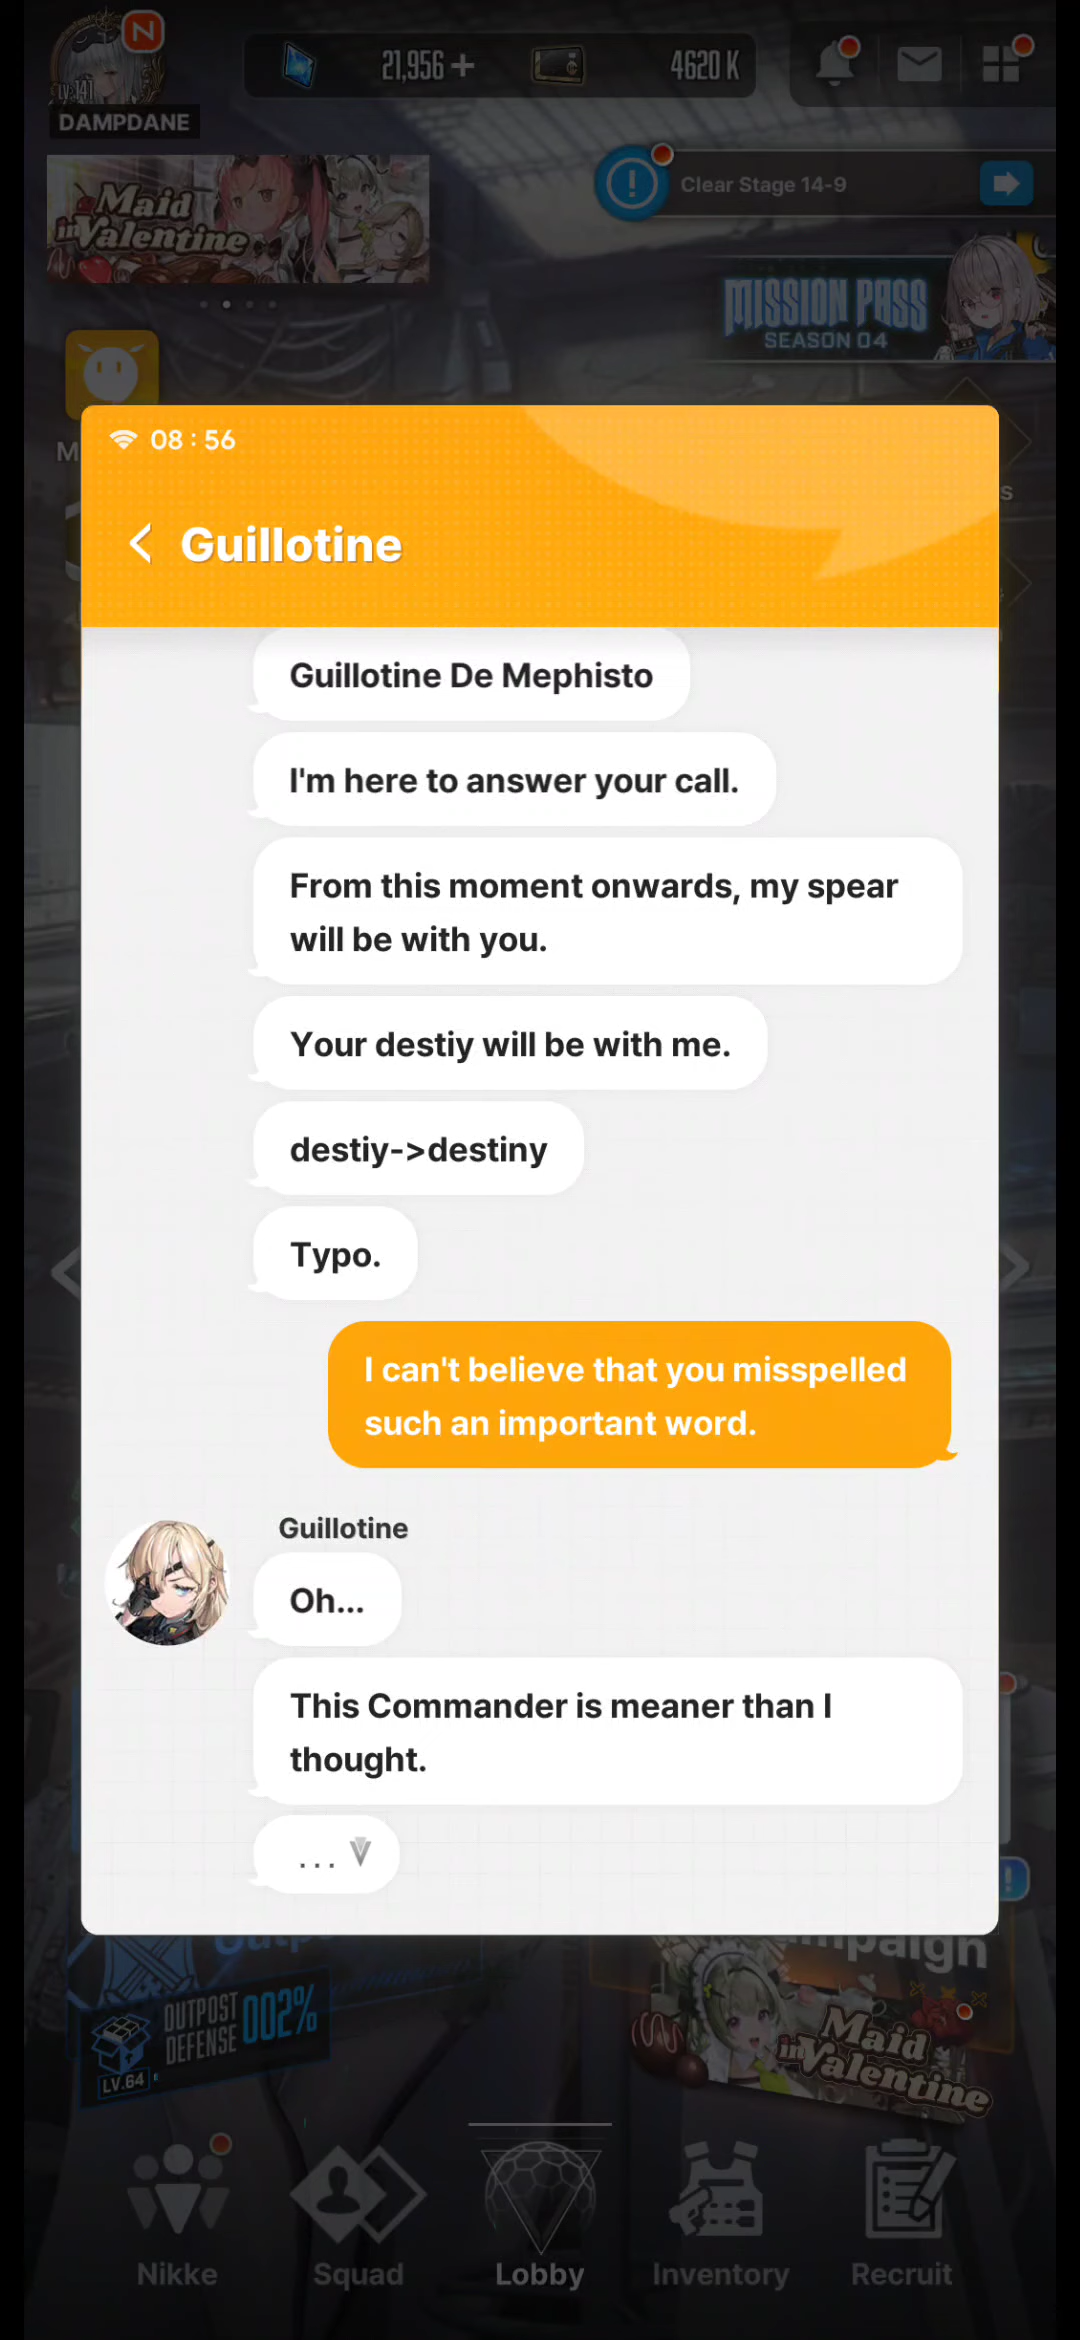 N
LV.141
21,956 +
4620 K
DAMPDANE
Maid
in Valentine
Clear Stage 14-9
MISSION PASS
SEASON 04
M
s
08 : 56
Guillotine
Guillotine De Mephisto
I'm here to answer your call.
From this moment onwards, my spear
will be with you.
Your destiy will be with me.
destiy->destiny
Typo.
I can't believe that you misspelled
such an important word.
Guillotine
Oh...
This Commander is meaner than I
thought.
...
OUTPOST
DEFENSE 002%
LV.64
Maid
in Valentine
Nikke
Squad
Lobby
Inventory
Recruit